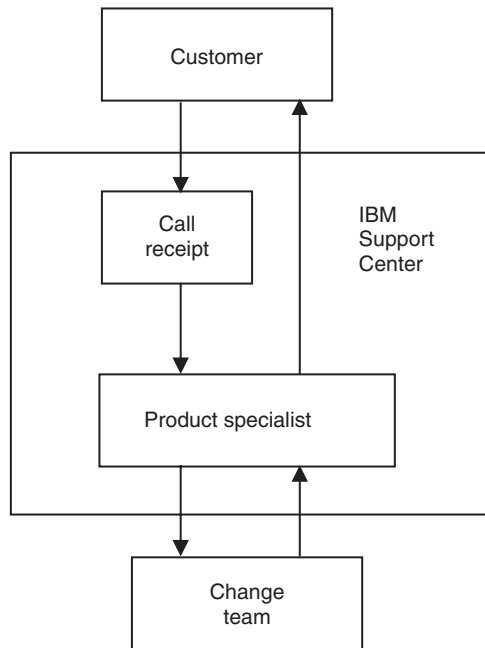 Customer
Call
receipt
IBM
Support
Center
Product specialist
Change
team